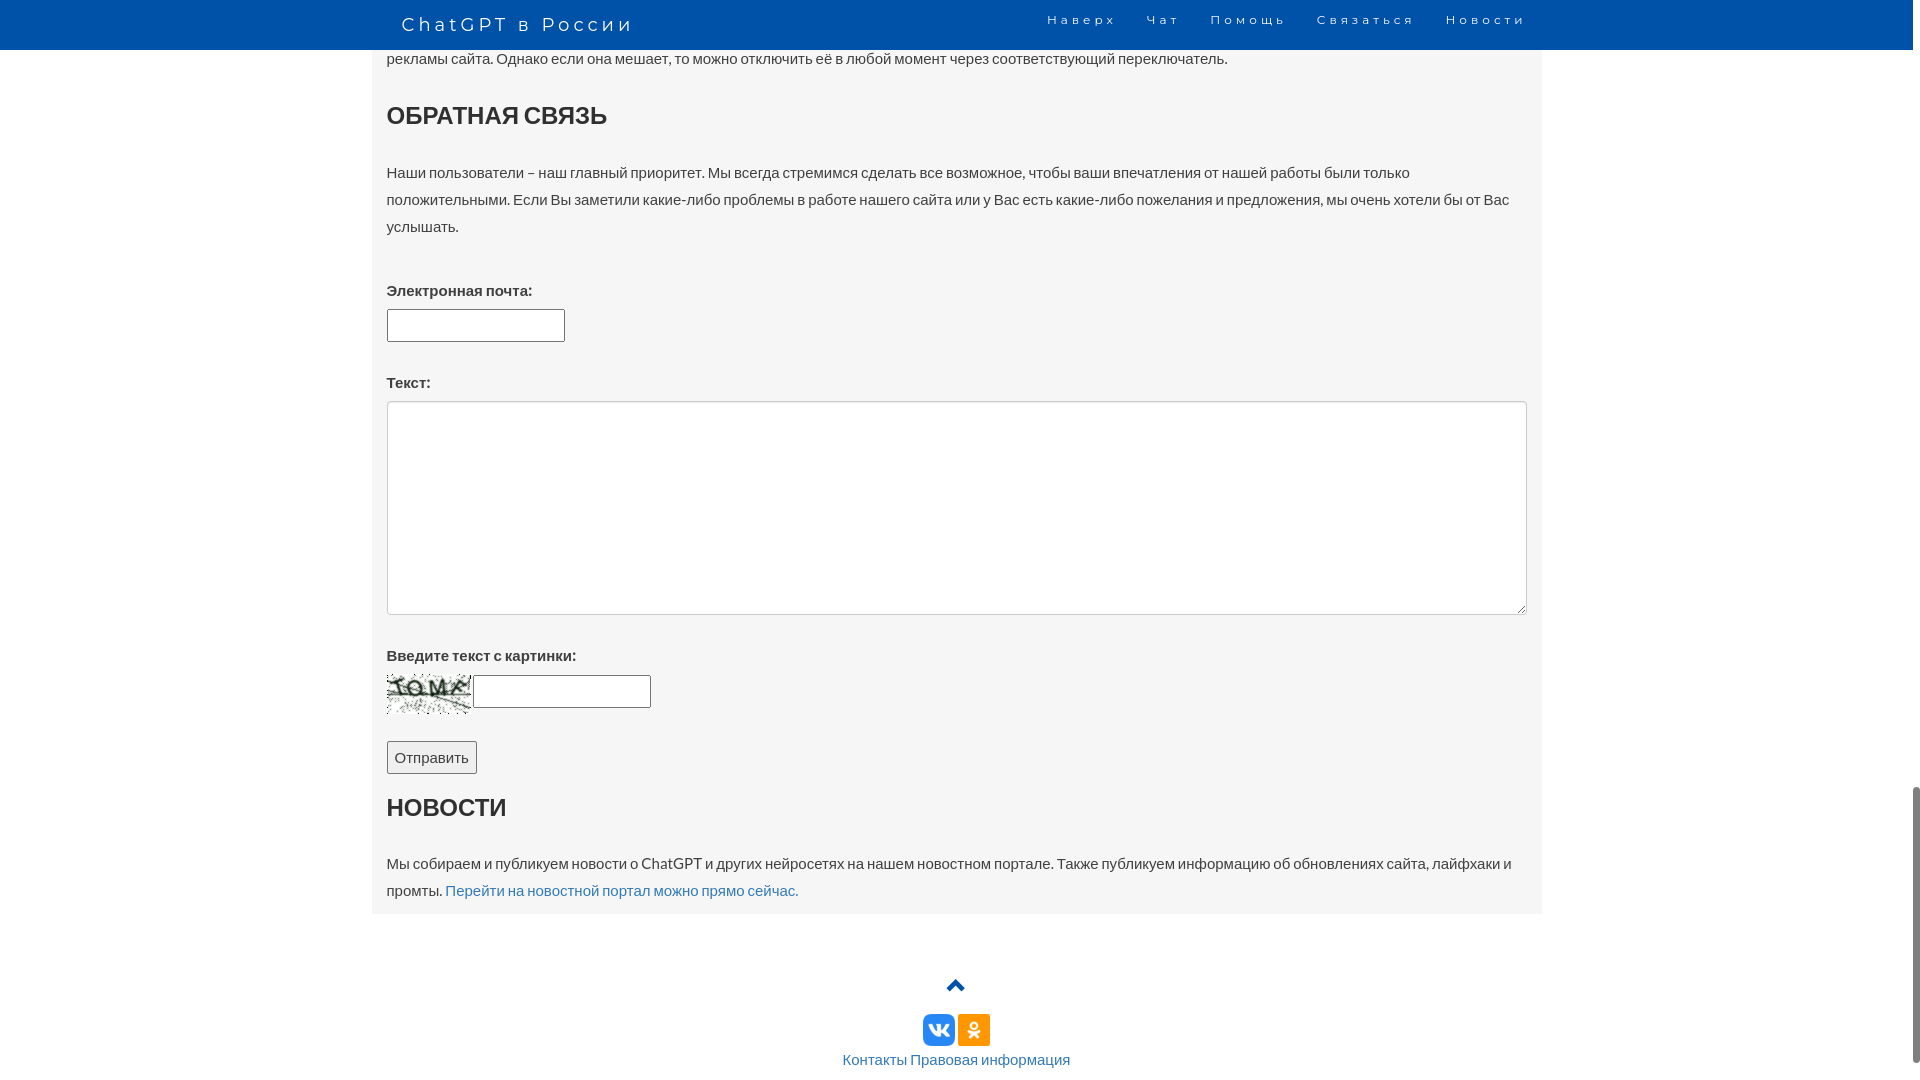 ChatGPT в России
Наверх Чат Помощь Связаться Новости
рекламы сайта. Однако если она мешает, то можно отключить её в любой момент через соответствующий переключатель.
ОБРАТНАЯ СВЯЗЬ
Наши пользователи – наш главный приоритет. Мы всегда стремимся сделать все возможное, чтобы ваши впечатления от нашей работы были только
положительными. Если Вы заметили какие-либо проблемы в работе нашего сайта или у Вас есть какие-либо пожелания и предложения, мы очень хотели бы от Вас
услышать.
Электронная почта:
Текст:
Введите текст с картинки:
Отправить
НОВОСТИ
Мы собираем и публикуем новости о ChatGPT и других нейросетях на нашем новостном портале. Также публикуем информацию об обновлениях сайта, лайфхаки и
промты. Перейти на новостной портал можно прямо сейчас.
Контакты Правовая информация